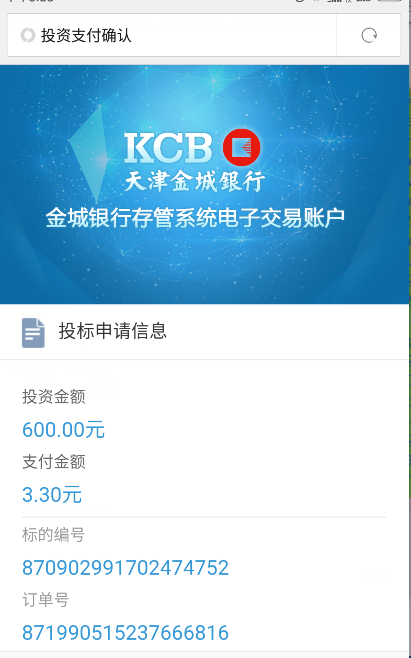 投资支付确认
KCB
天津金城银行
金城银行存管系统电子交易账户
投标申请信息
投资金额
600.00元
支付金额
3.30元
标的编号
870902991702474752
订单号
871990515237666816